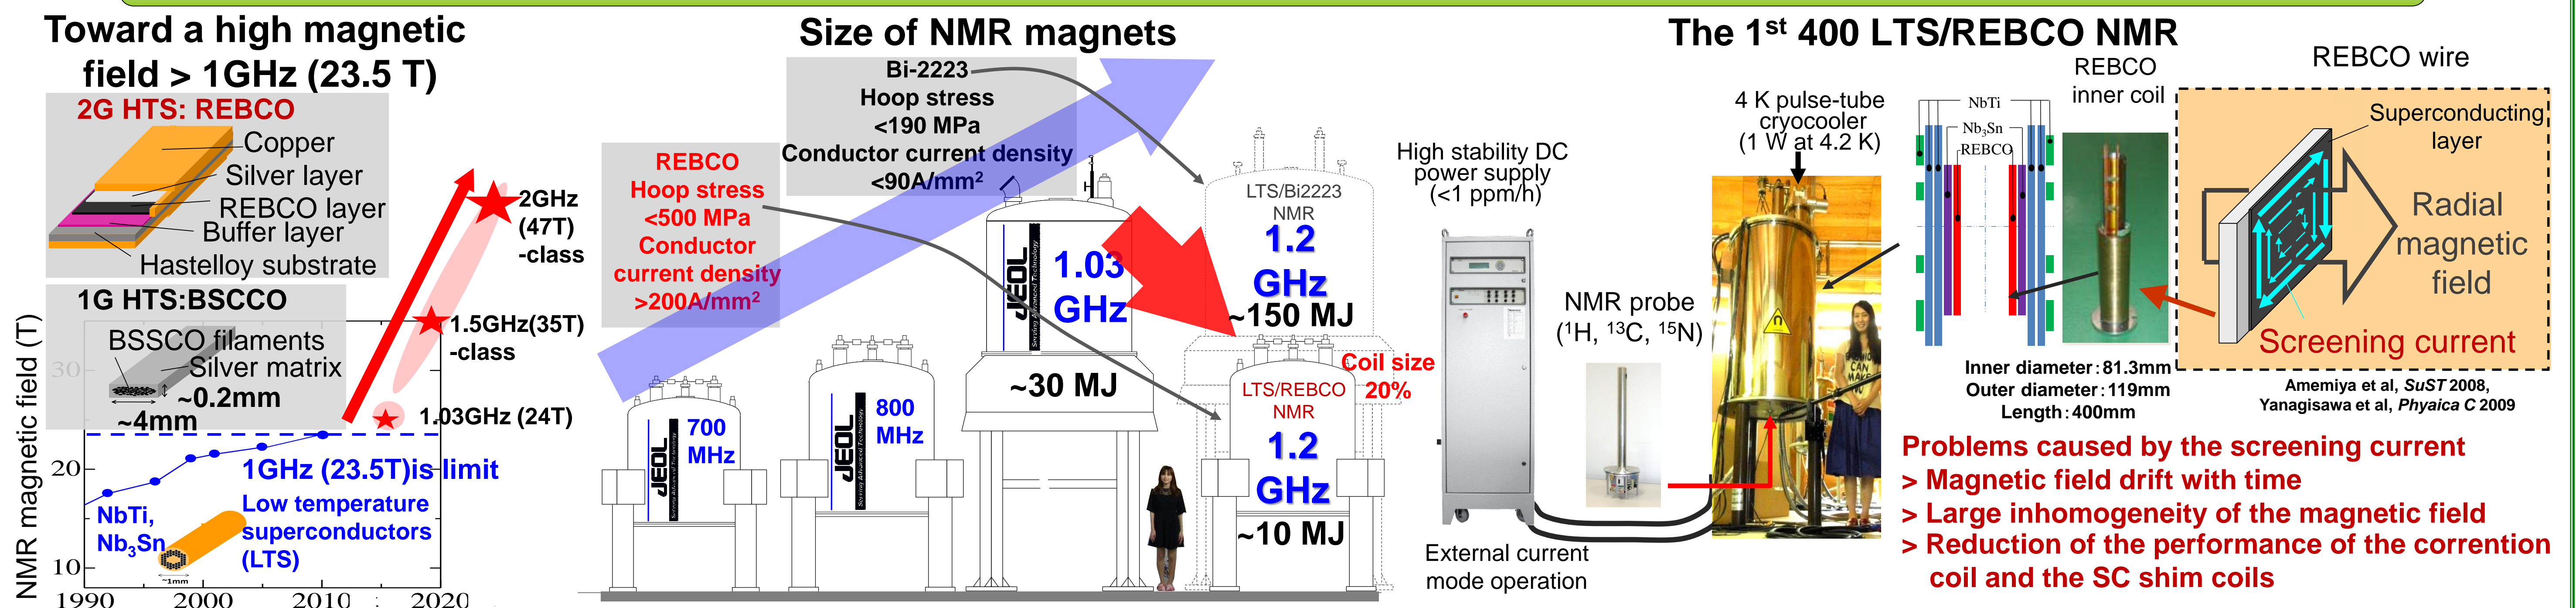 Toward a high magnetic
field > 1GHz (23.5 T)
2G HTS: REBCO
Copper
Silver layer
REBCO layer
Buffer layer
Hastelloy substrate
1G HTS:BSCCO
BSSCO filaments
Silver matrix
~0.2mm
~4mm
2GHz
(47T)
-class
1.5GHz(35T)
-class
1.03GHz (24T)
1GHz (23.5T)is limit
Low temperature
superconductors
(LTS)
NbTi,
Nb3Sn
~1mm
NMR magnetic field (T)
30
20
10
1990
2000
2010
2020
Size of NMR magnets
Bi-2223
Hoop stress
<190 MPa
Conductor current density
<90A/mm²
REBCO
Hoop stress
<500 MPa
Conductor
current density
>200A/mm²
JEOL
700
MHz
JEOL
800
MHz
JEOL
1.03
GHz
~30 MJ
LTS/Bi2223
NMR
1.2
GHz
~150 MJ
Coil size
20%
LTS/REBCO
NMR
1.2
GHz
~10 MJ
The 1st 400 LTS/REBCO NMR
High stability DC
power supply
(<1 ppm/h)
External current
mode operation
NMR probe
(¹H, ¹³C, ¹⁵N)
4 K pulse-tube
cryocooler
(1 W at 4.2 K)
NbTi
Nb3Sn
REBCO
REBCO
inner coil
Inner diameter:81.3mm
Outer diameter:119mm
Length:400mm
REBCO wire
Superconducting
layer
Radial
magnetic
field
Screening current
Amemiya et al, SuST 2008,
Yanagisawa et al, Phyaica C 2009
Problems caused by the screening current
> Magnetic field drift with time
> Large inhomogeneity of the magnetic field
> Reduction of the performance of the corrention
coil and the SC shim coils